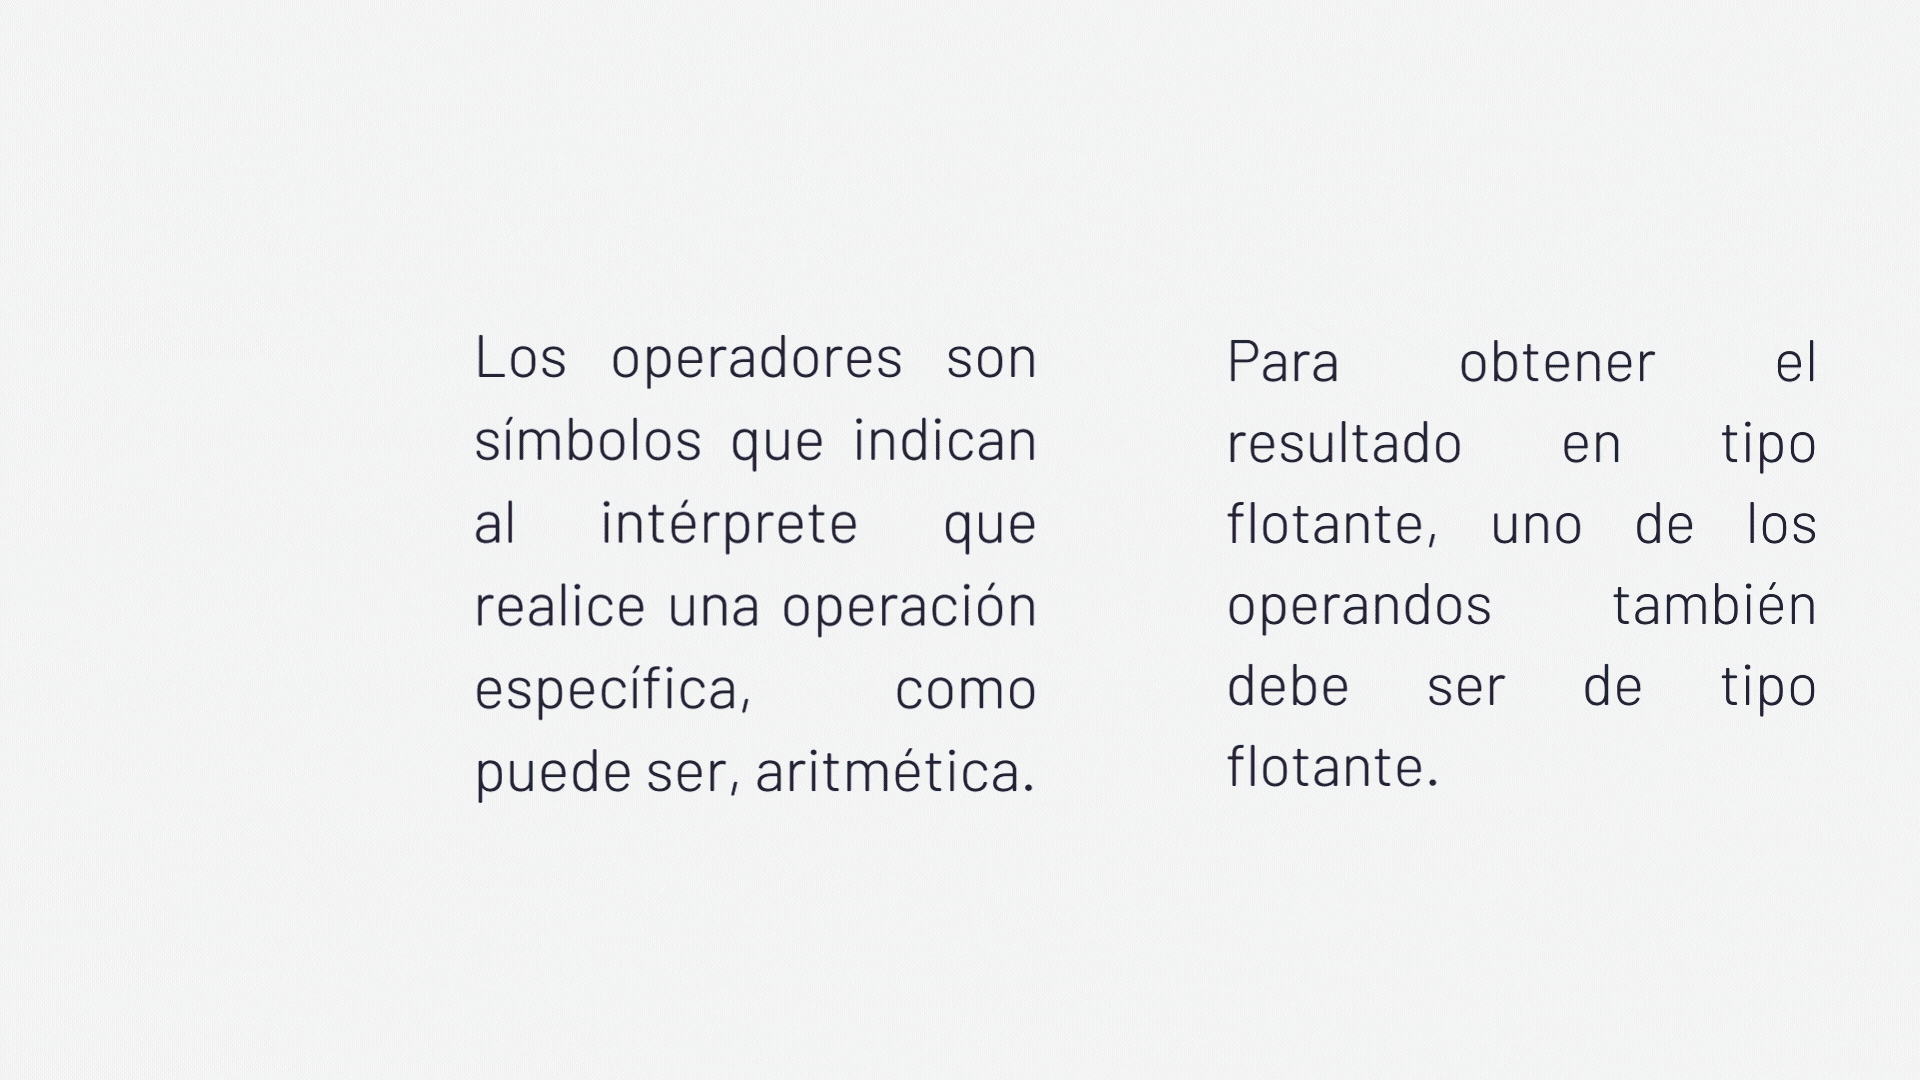 Los operadores son
símbolos que indican
al intérprete que
realice una operación
específica, como
puede ser, aritmética.
Para obtener el
resultado en tipo
flotante, uno de los
operandos también
debe ser de tipo
flotante.